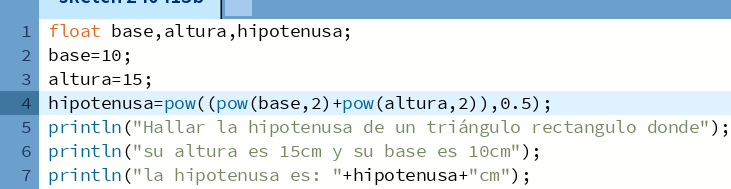 1 float base,altura,hipotenusa;
2 base=10;
3 altura=15;
4 hipotenusa=pow((pow(base,2)+pow(altura,2)),0.5);
5 println("Hallar la hipotenusa de un triángulo rectangulo donde");
6 println("su altura es 15cm y su base es 10cm");
7 println("la hipotenusa es: "+hipotenusa+"cm");